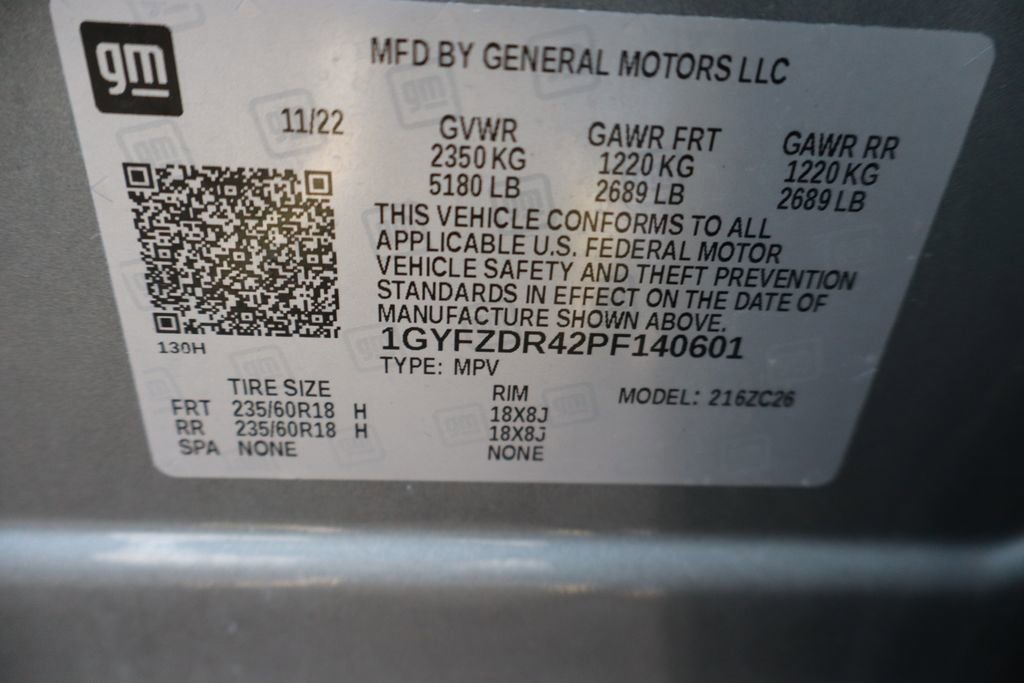 gm
MFD BY GENERAL MOTORS LLC
11/22
GVWR GAWR FRT GAWR RR
2350 KG 1220 KG 1220 KG
5180 LB 2689 LB 2689 LB
THIS VEHICLE CONFORMS TO ALL
APPLICABLE U.S. FEDERAL MOTOR
VEHICLE SAFETY AND THEFT PREVENTION
STANDARDS IN EFFECT ON THE DATE OF
MANUFACTURE SHOWN ABOVE.
130H
1GYFZDR42PF140601
TYPE: MPV
TIRE SIZE RIM MODEL: 216ZC26
FRT 235/60R18 H 18X8J
RR 235/60R18 H 18X8J
SPA NONE NONE